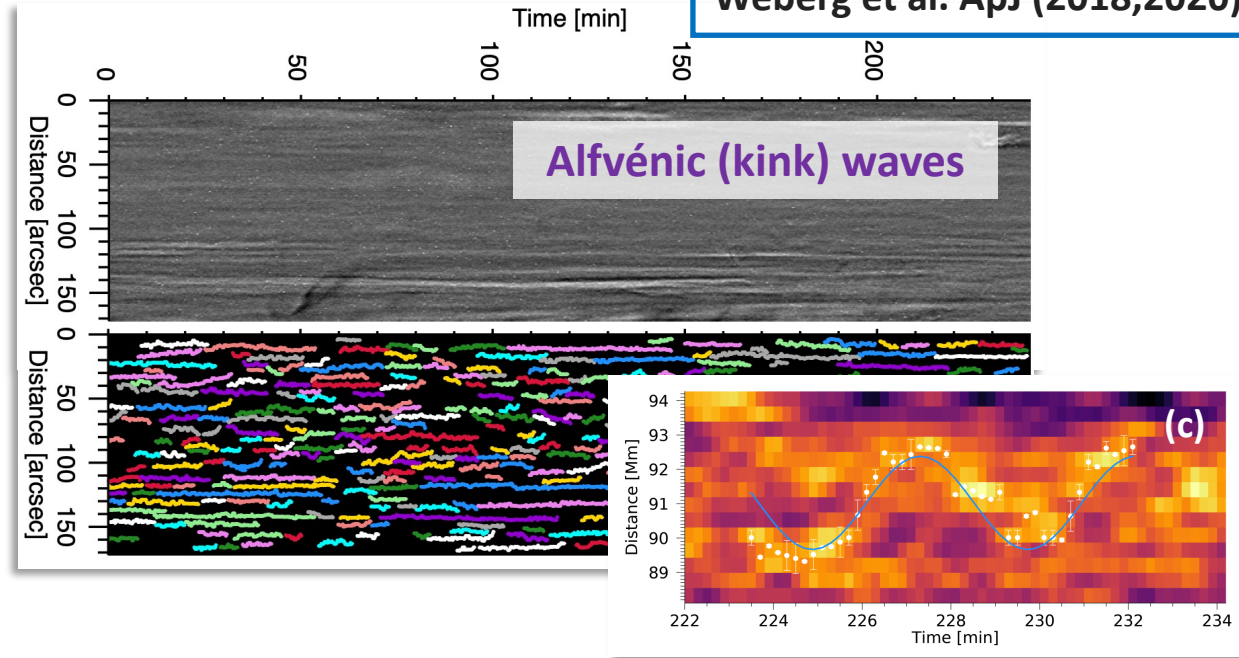 Weberg et al. ApJ (2018,2020)
Time [min]
0 50 100 150 200
0
50
100
150
Distance [arcsec]
Alfvénic (kink) waves
0
50
100
150
Distance [arcsec]
(c)
94
93
92
91
90
89
Distance [Mm]
222 224 226 228 230 232 234
Time [min]